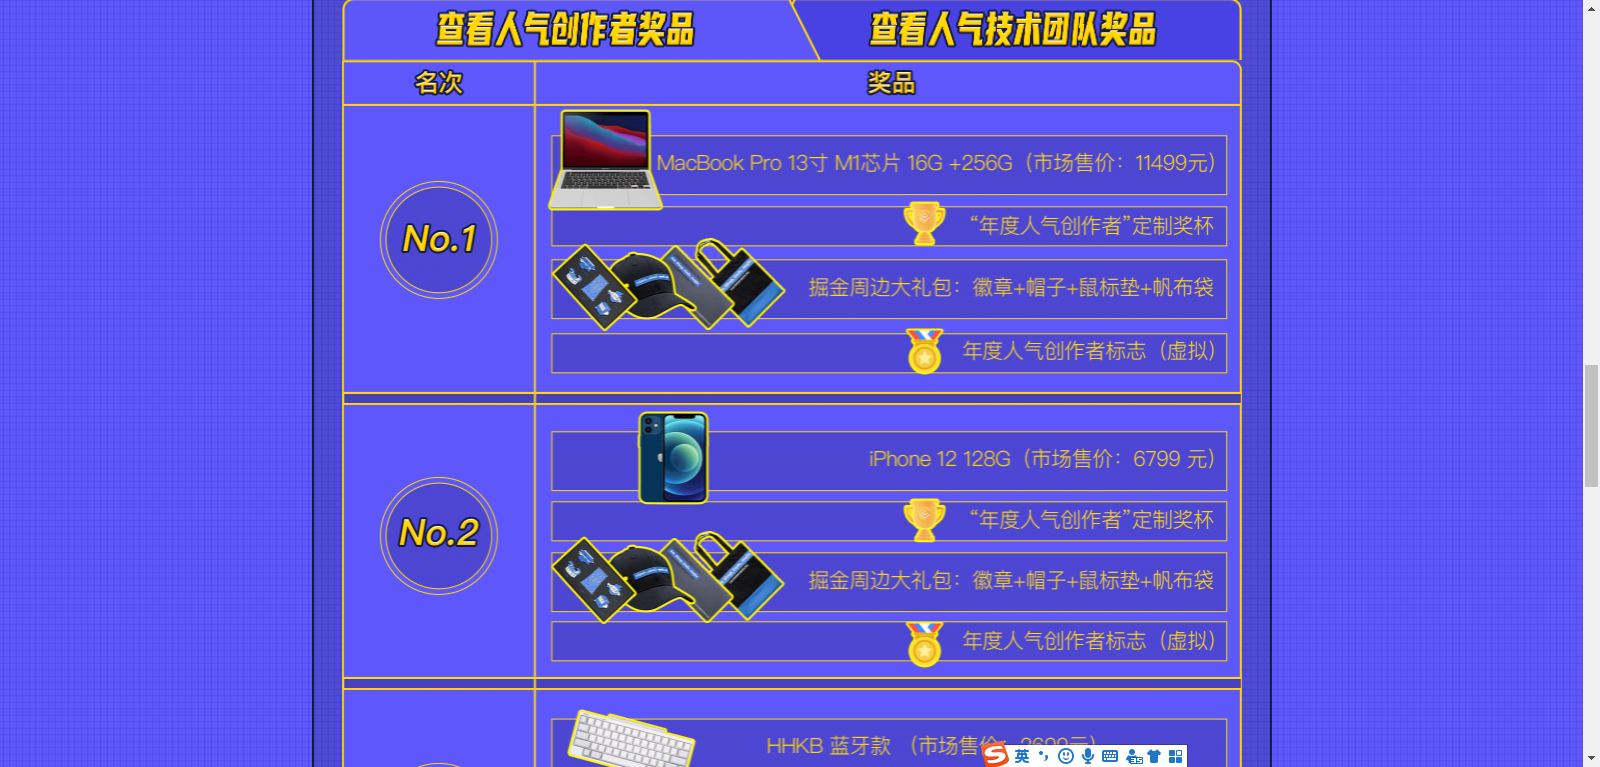 查看人气创作者奖品
查看人气技术团队奖品
名次
奖品
No.1
MacBook Pro 13寸 M1芯片 16G +256G（市场售价：11499元）
“年度人气创作者”定制奖杯
掘金周边大礼包：徽章+帽子+鼠标垫+帆布袋
年度人气创作者标志（虚拟）
No.2
iPhone 12 128G（市场售价：6799 元）
“年度人气创作者”定制奖杯
掘金周边大礼包：徽章+帽子+鼠标垫+帆布袋
年度人气创作者标志（虚拟）
HHKB 蓝牙款 （市场售价：
英